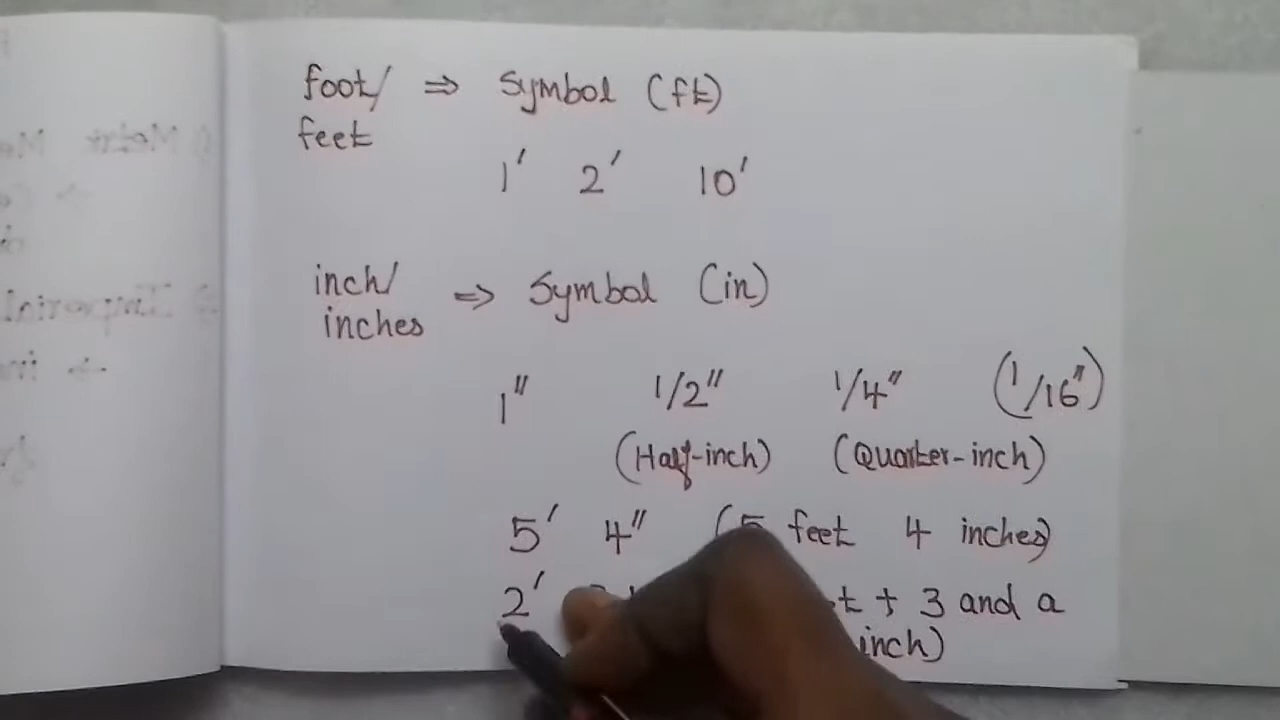 foot/ ⇒ Symbol (ft)
feet
1' 2' 10'
inch/ ⇒ Symbol (in)
inches
1" 1/2" 1/4" (1/16")
(Half-inch) (Quarter-inch)
5' 4" (5 feet 4 inches)
2' + 3 and a
inch)